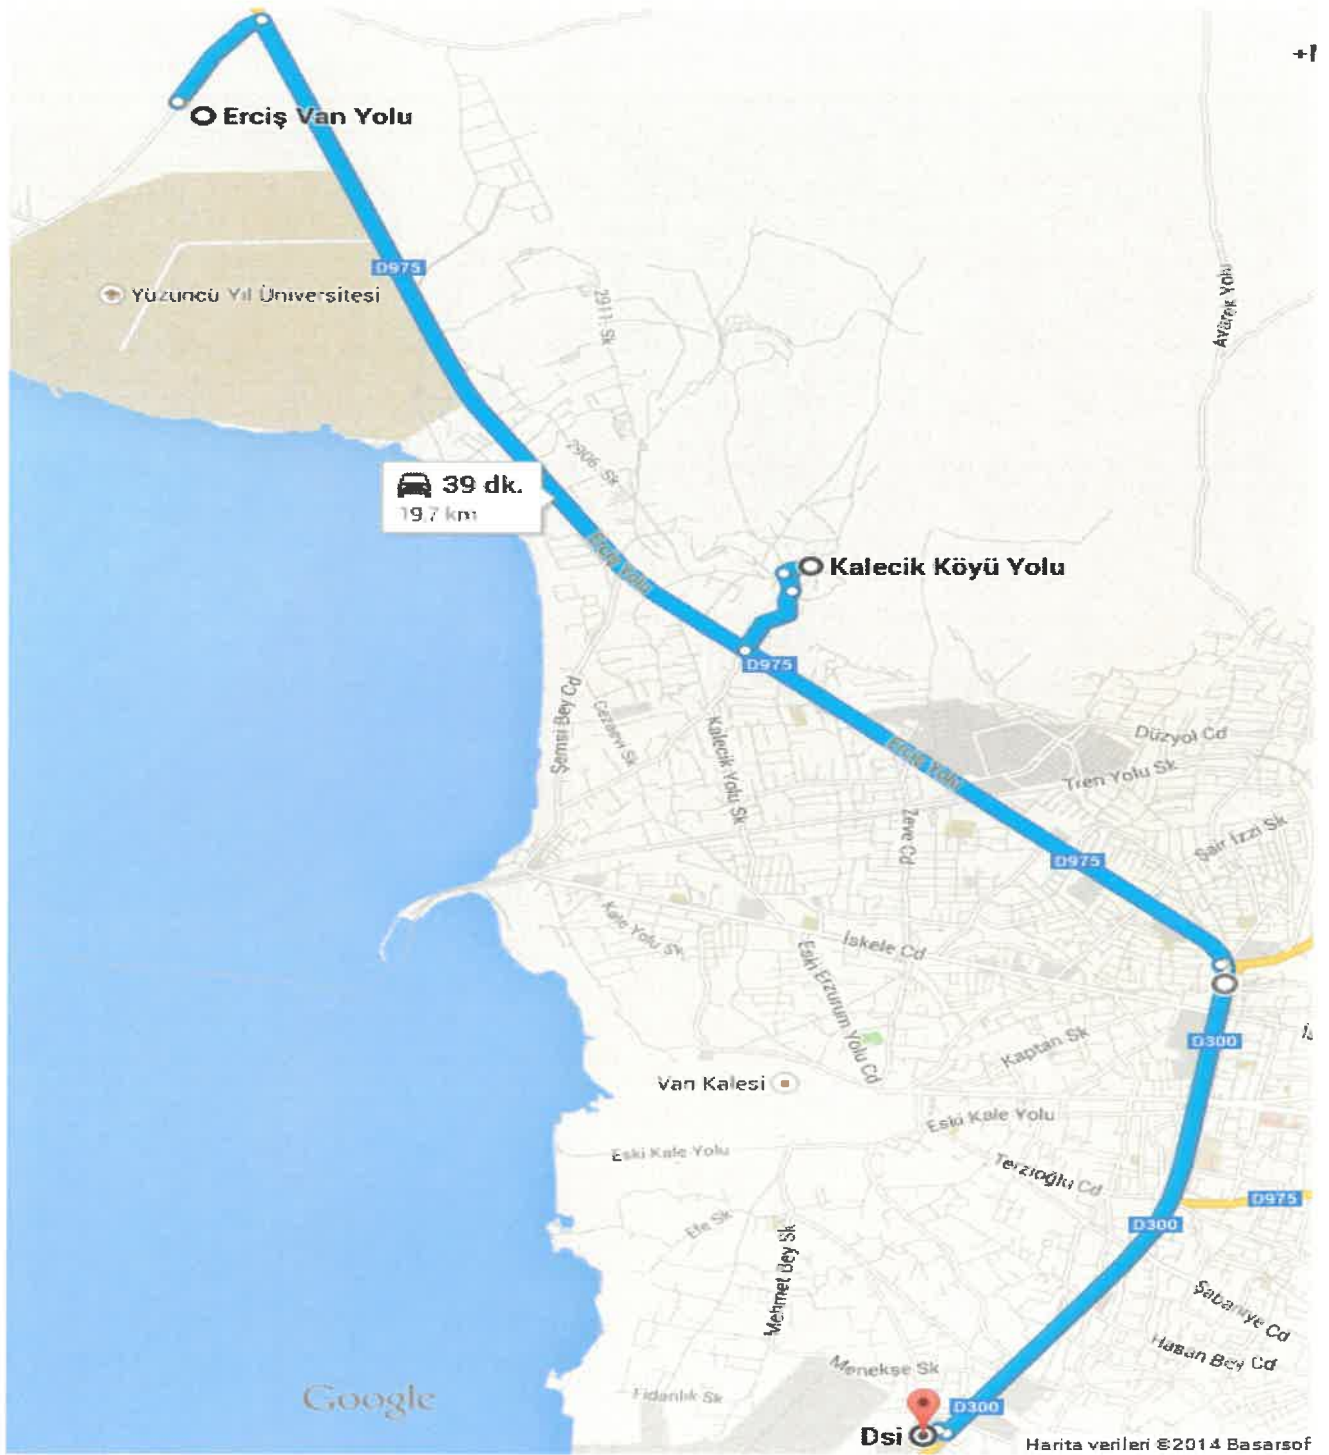 Erciş Van Yolu
D975
Yüzüncü Yıl Üniversitesi
2911. Sk
Avürek Yolu
2906. Sk
39 dk.
19,7 km
Erciş Yolu
Kalecik Köyü Yolu
D975
Şemsi Bey Cd
Cezaevi Sk
Kalecik Yolu Sk
Erciş Yolu
Düzyol Cd
Tren Yolu Sk
Zeve Cd
D975
Şair İzzi Sk
Kale Yolu Sk
İskele Cd
Eski Erzurum Yolu Cd
D300
Kaptan Sk
Van Kalesi
Eski Kale Yolu
Eski Kale Yolu
Terzioğlu Cd
D975
Efe Sk
D300
Mehmet Bey Sk
Şabaniye Cd
Hasan Bey Cd
Menekşe Sk
Fidanlık Sk
Google
D300
Dsi
Harita verileri ©2014 Basarsof